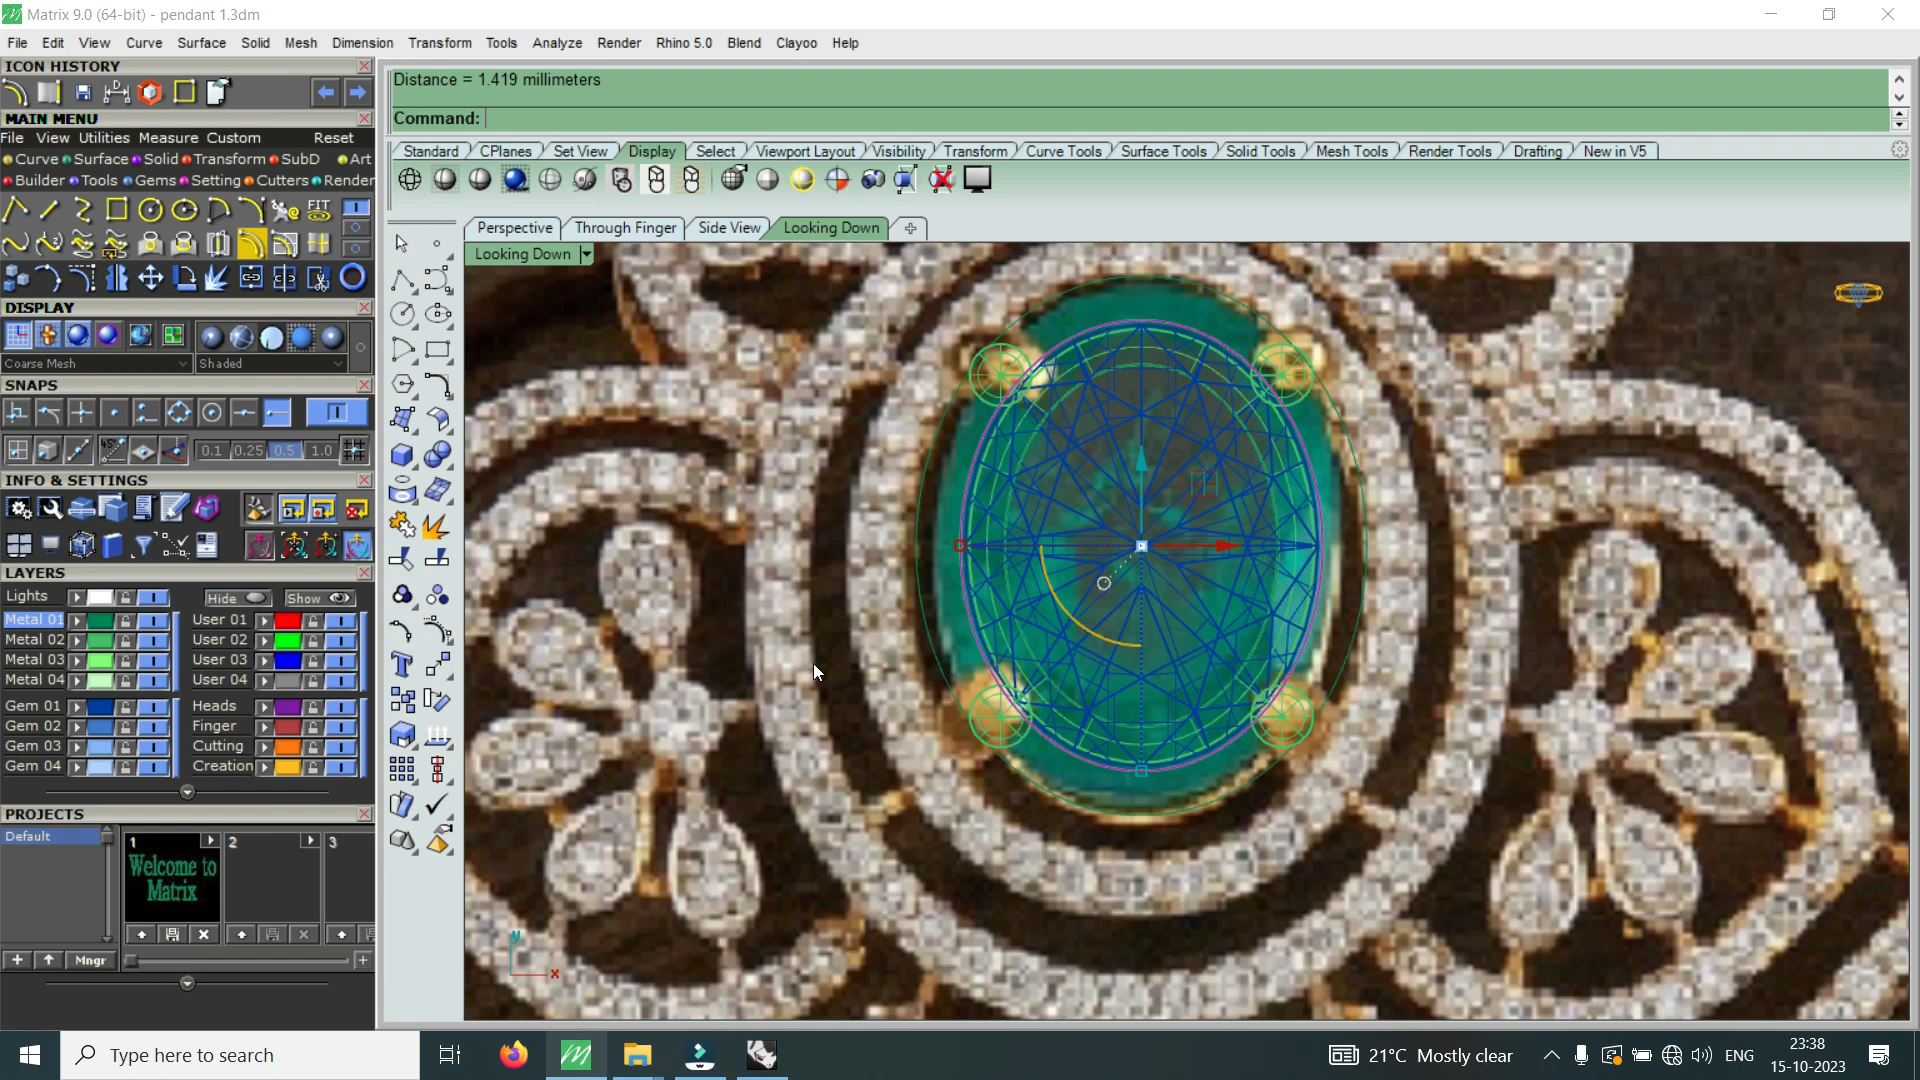 Matrix 9.0 (64-bit) - pendant 1.3dm
File Edit View Curve Surface Solid Mesh Dimension Transform Tools Analyze Render Rhino 5.0 Blend Clayoo Help
ICON HISTORY
MAIN MENU
File View Utilities Measure Custom Reset
Curve Surface Solid Transform SubD Art
Builder Tools Gems Setting Cutters Render
FIT
DISPLAY
Coarse Mesh Shaded
SNAPS
0.1 0.25 0.5 1.0
INFO & SETTINGS
LAYERS
Lights Hide Show
Metal 01 User 01
Metal 02 User 02
Metal 03 User 03
Metal 04 User 04
Gem 01 Heads
Gem 02 Finger
Gem 03 Cutting
Gem 04 Creation
PROJECTS
Default
1 2 3
Welcome to
Matrix
Mngr
Distance = 1.419 millimeters
Command:
Standard CPlanes Set View Display Select Viewport Layout Visibility Transform Curve Tools Surface Tools Solid Tools Mesh Tools Render Tools Drafting New in V5
Perspective Through Finger Side View Looking Down
Looking Down
y
x
Type here to search
21°C Mostly clear
ENG
23:38
15-10-2023